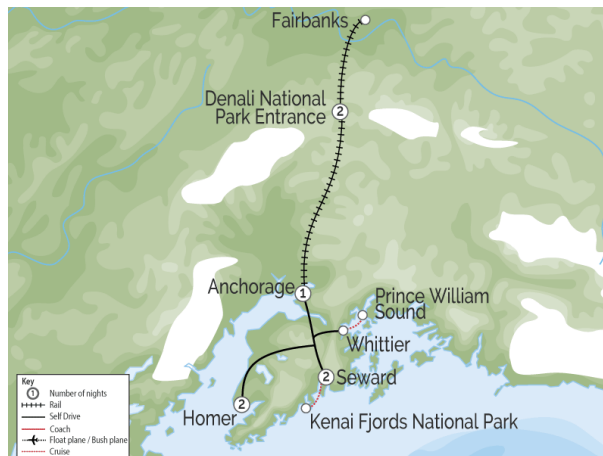 Fairbanks
Denali National
Park Entrance
2
Anchorage
1
Prince William
Sound
Whittier
2
Seward
2
Homer
Kenai Fjords National Park
Key
1 Number of nights
Rail
Self Drive
Coach
Float plane / Bush plane
Cruise